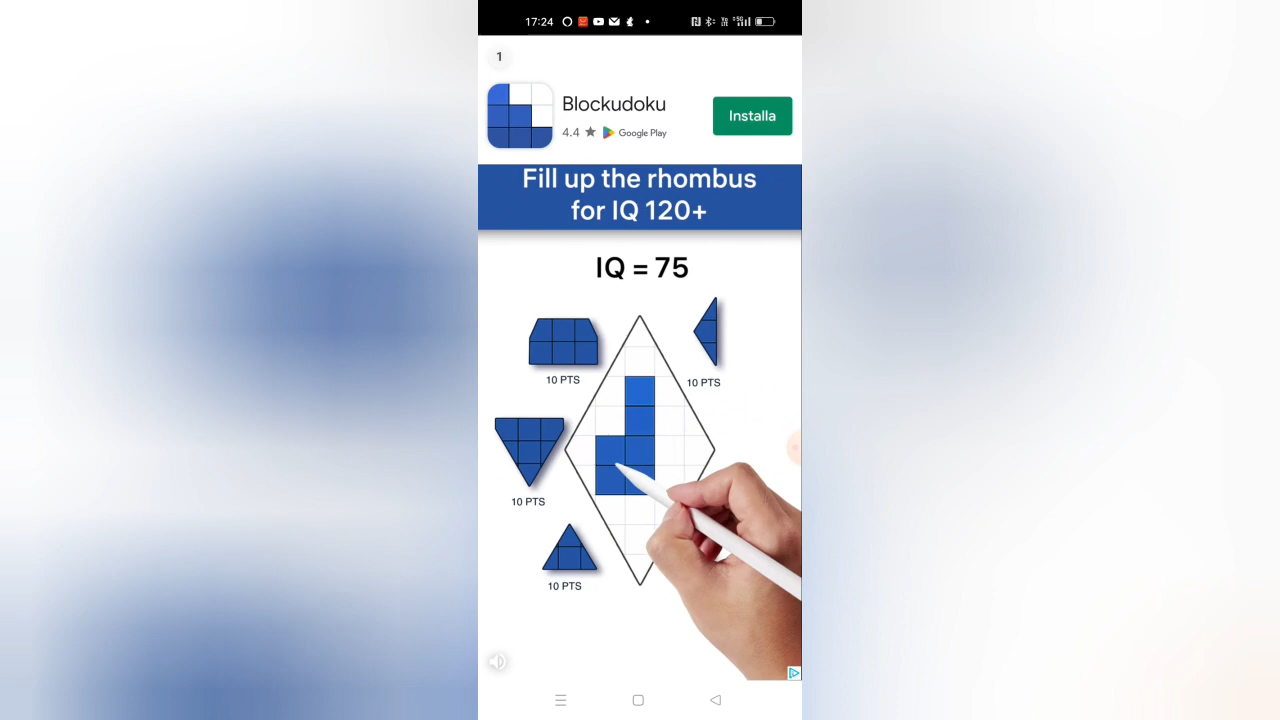 17:24
1
Blockudoku
4.4 ★ Google Play
Installa
Fill up the rhombus
for IQ 120+
IQ = 75
10 PTS
10 PTS
10 PTS
10 PTS